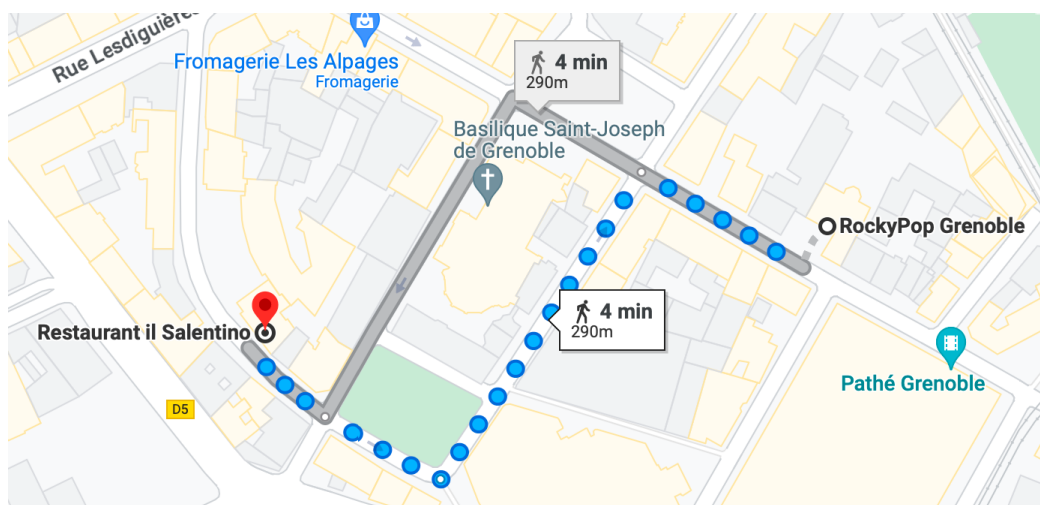 Rue Lesdiguières
Fromagerie Les Alpages
Fromagerie
4 min
290m
Basilique Saint-Joseph
de Grenoble
RockyPop Grenoble
4 min
290m
Restaurant il Salentino
Pathé Grenoble
D5